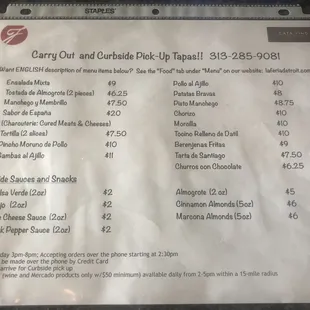 STAPLES
Carry Out and Curbside Pick-Up Tapas!! 313-285-9081
Want ENGLISH description of menu items below? See the "Food" tab under "Menu" on our website:
Ensalada Mixta $9
Pollo al Ajillo $10
Tostada de Almogrote (2 pieces) $6.25
Patatas Bravas $8
Manchego y Membrillo $7.50
Pisto Manchego $8.75
Sabor de España $20
Chorizo $10
(Charcuterie: Cured Meats & Cheeses)
Morcilla $10
Tortilla (2 slices) $7.50
Tocino Relleno de Datil $10
Pincho Moruno de Pollo $10
Berenjenas Fritas $9
Gambas al Ajillo $11
Tarta de Santiago $7.50
Churros con Chocolate $6.25
Sauces and Snacks
Salsa Verde (2oz) $2
Almogrote (2 oz) $5
(2oz) $2
Cinnamon Almonds (5oz) $6
Cheese Sauce (2oz) $2
Marcona Almonds (5oz) $6
Pepper Sauce (2oz) $2
3pm-8pm; Accepting orders over the phone starting at 2:30pm
be made over the phone by Credit Card
arrive for Curbside pick up
(wine and Mercado products only w/$50 minimum) available daily from 2-5pm within a 15-mile radius